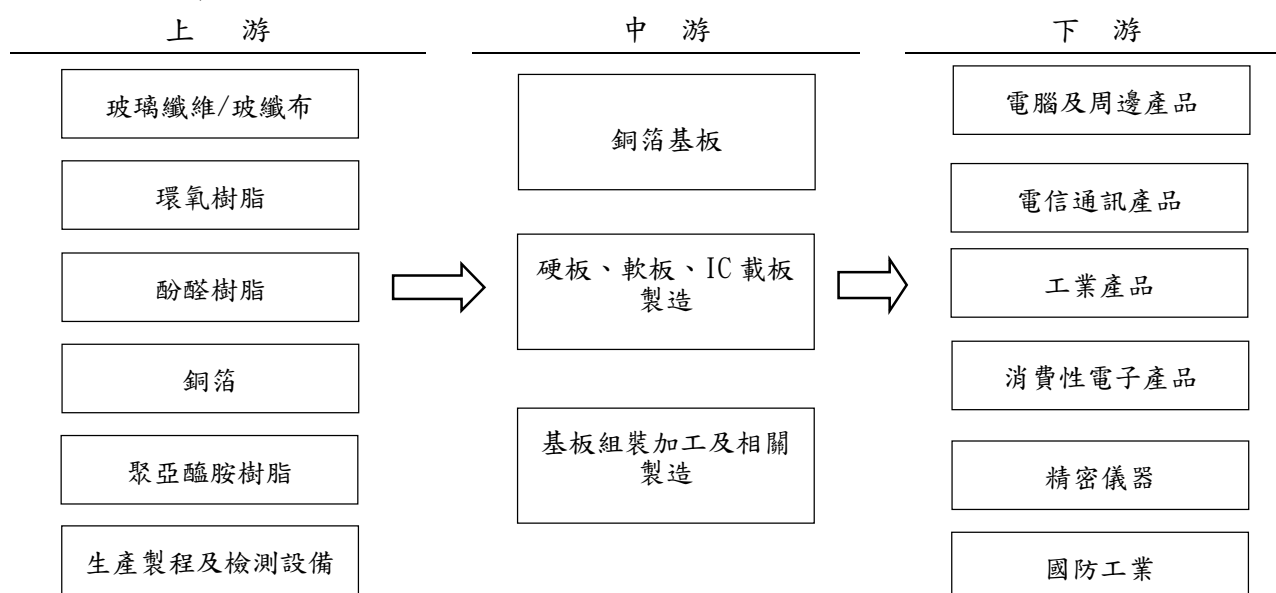 上 游
玻璃纖維/玻纖布
環氧樹脂
酚醛樹脂
銅箔
聚亞醯胺樹脂
生產製程及檢測設備
中 游
銅箔基板
硬板、軟板、IC 載板
製造
基板組裝加工及相關
製造
下 游
電腦及周邊產品
電信通訊產品
工業產品
消費性電子產品
精密儀器
國防工業